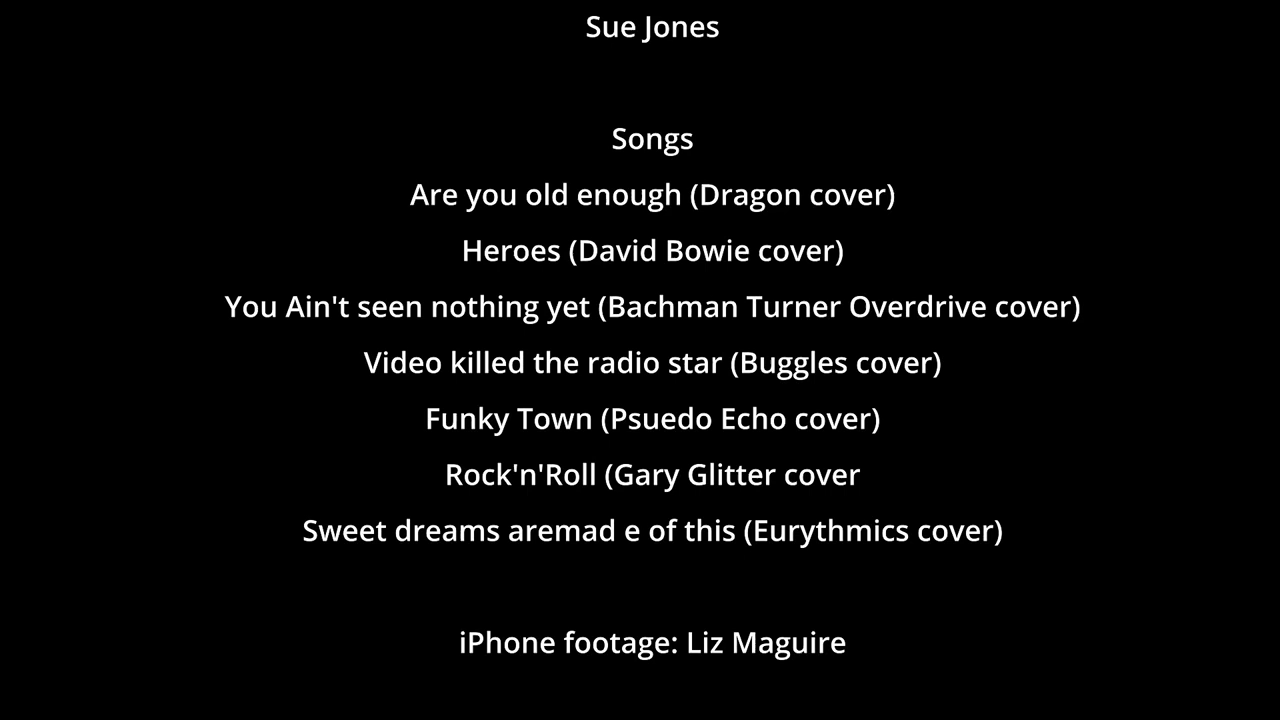 Sue Jones
Songs
Are you old enough (Dragon cover)
Heroes (David Bowie cover)
You Ain't seen nothing yet (Bachman Turner Overdrive cover)
Video killed the radio star (Buggles cover)
Funky Town (Psuedo Echo cover)
Rock'n'Roll (Gary Glitter cover
Sweet dreams aremad e of this (Eurythmics cover)
iPhone footage: Liz Maguire